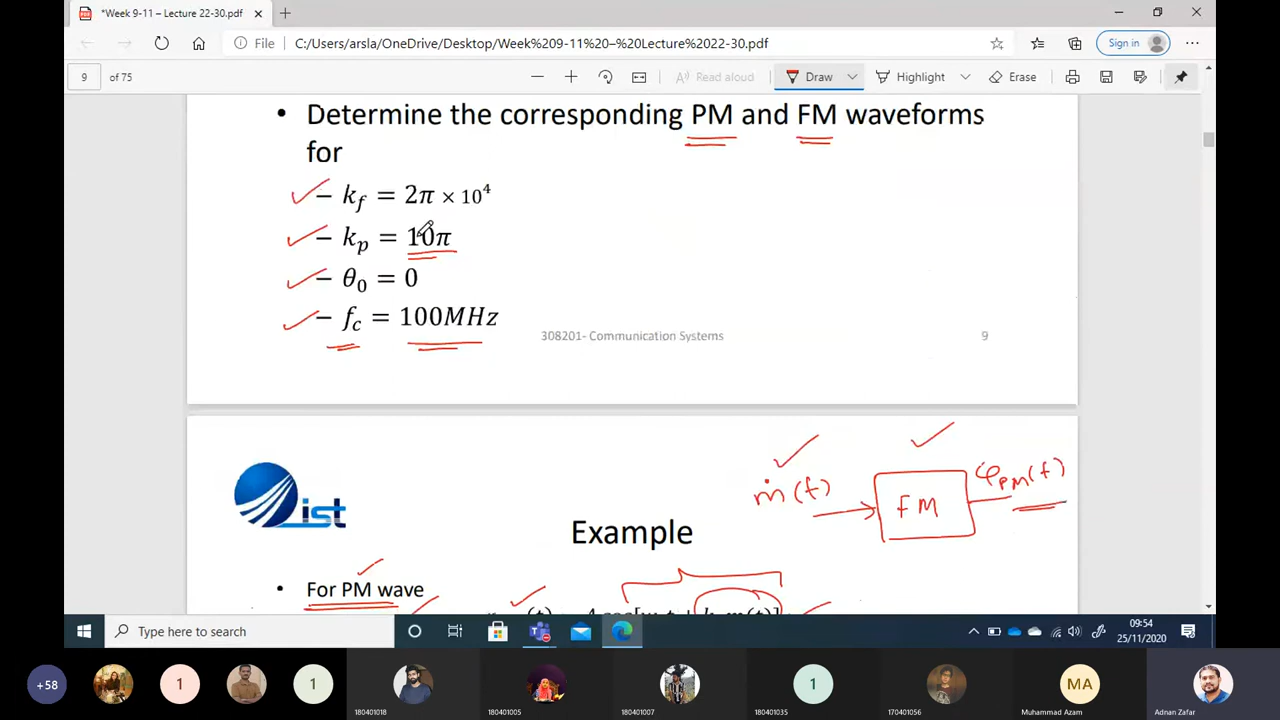 *Week 9-11 – Lecture 22-30.pdf
File C:/Users/arsla/OneDrive/Desktop/Week%209-11%20–%20Lecture%2022-30.pdf Sign in
9 of 75 Read aloud Draw Highlight Erase
• Determine the corresponding PM and FM waveforms
for
– k_f = 2π × 10⁴
– k_p = 10π
– θ₀ = 0
– f_c = 100MHz
308201- Communication Systems 9
ṁ(t) FM φ_PM(t)
ist
Example
• For PM wave
Type here to search
09:54
25/11/2020
+58 1 1 1 MA
180401018 180401005 180401007 180401035 170401056 Muhammad Azam Adnan Zafar